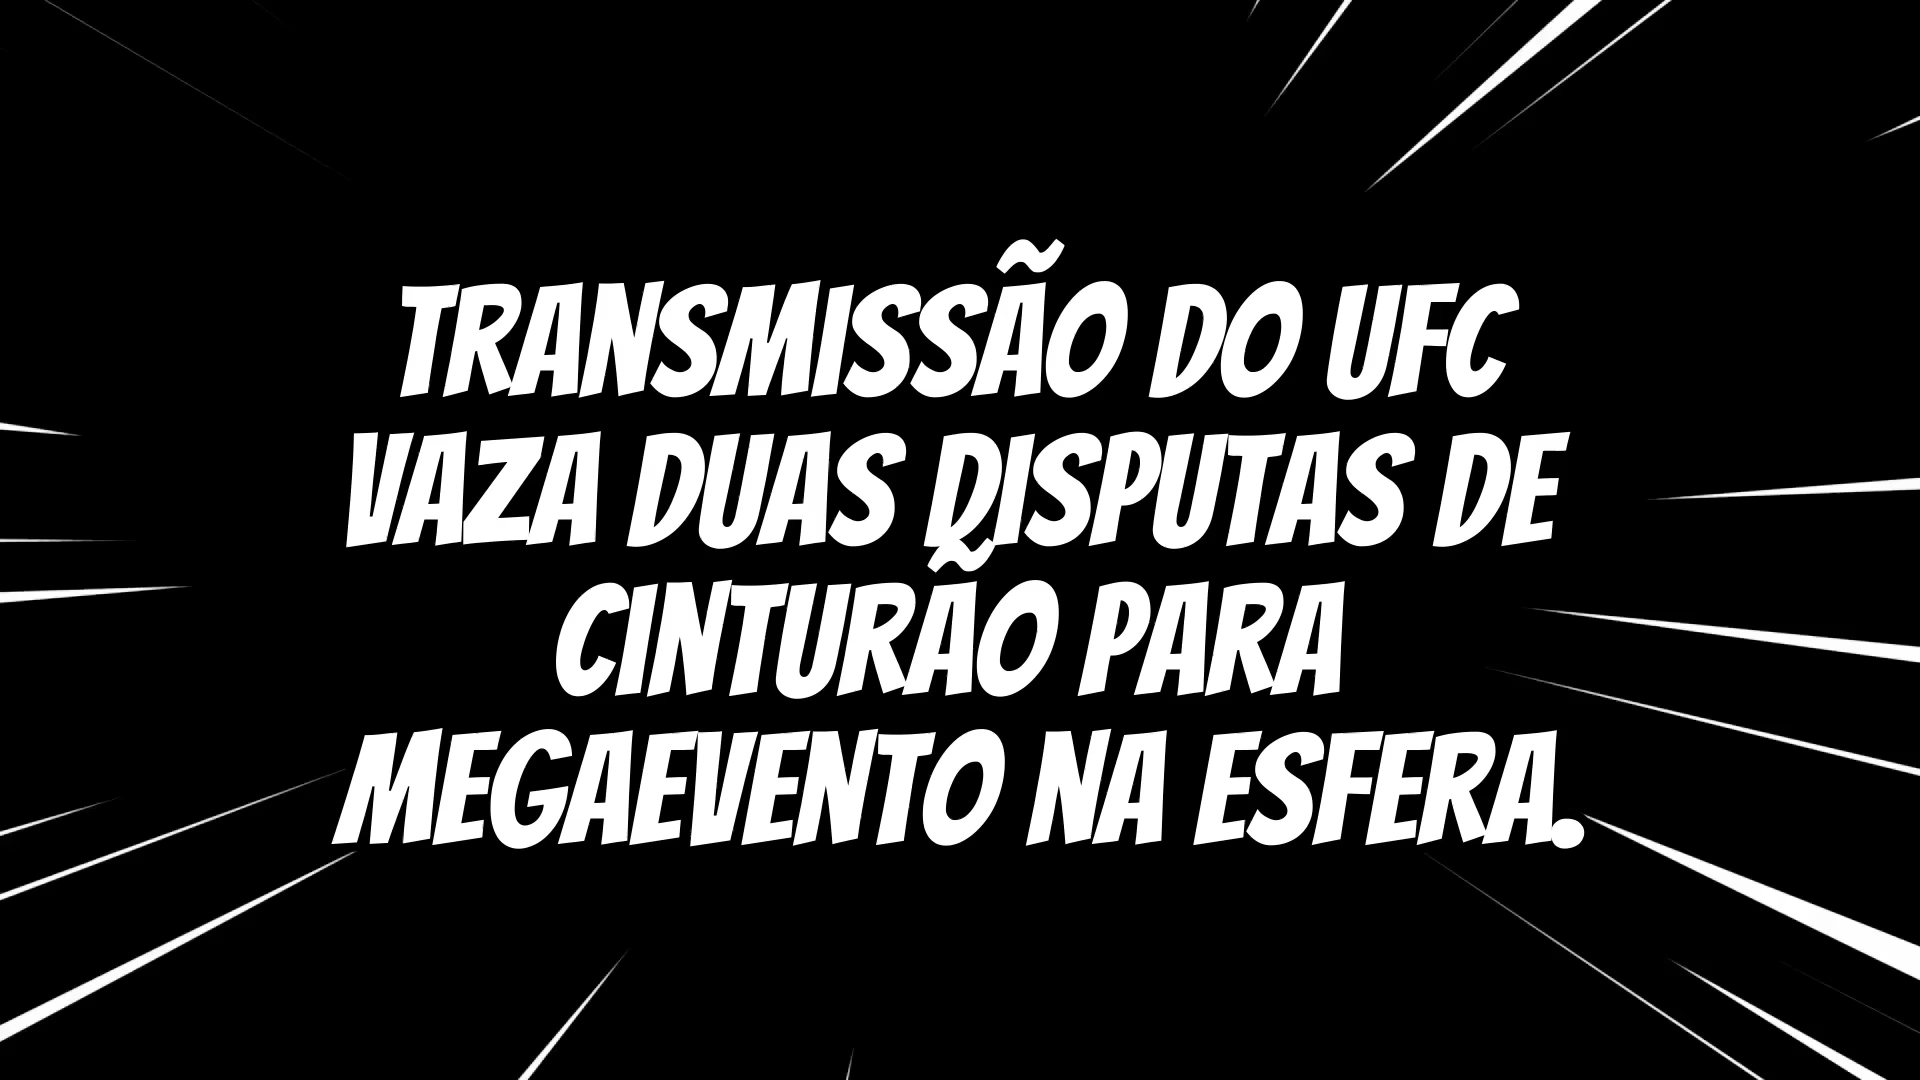 TRANSMISSÃO DO UFC
VAZA DUAS DISPUTAS DE
CINTURÃO PARA
MEGAEVENTO NA ESFERA.